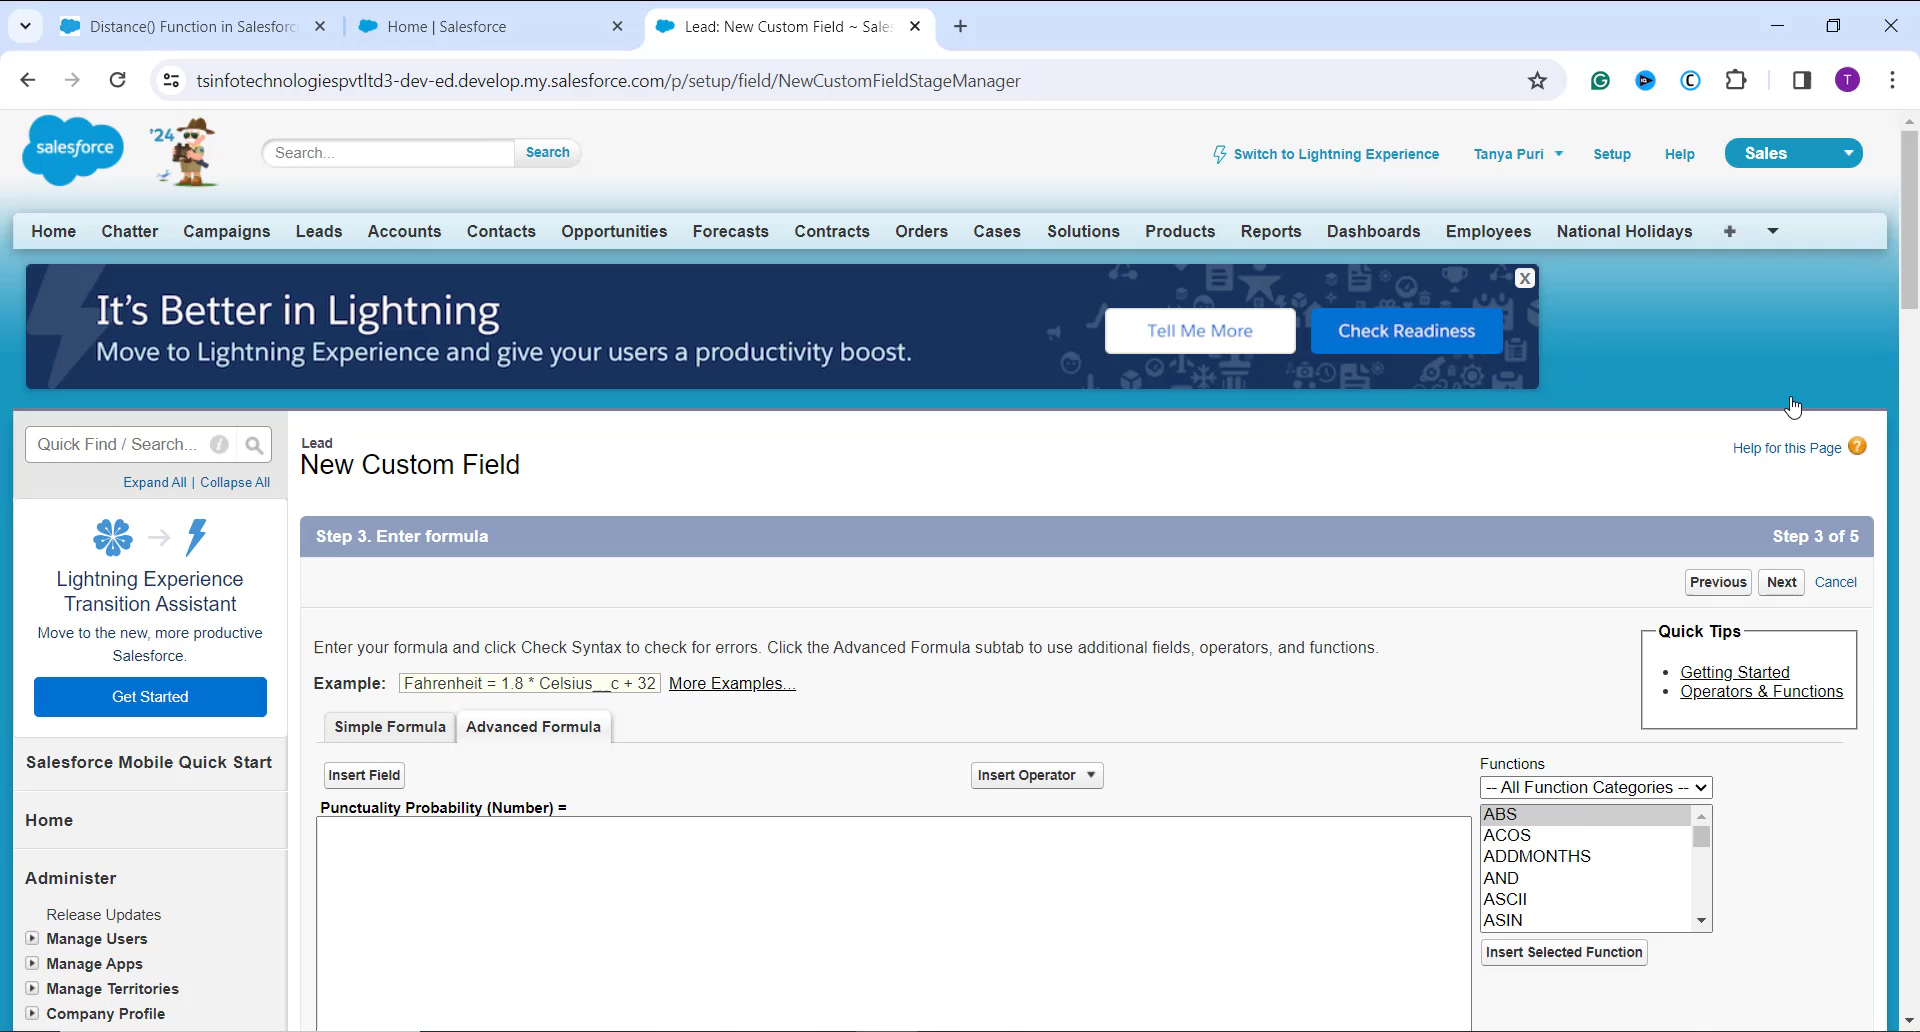 Distance() Function in Salesforc
Home | Salesforce
Lead: New Custom Field ~ Sale
tsinfotechnologiespvtltd3-dev-ed.develop.my.salesforce.com/p/setup/field/NewCustomFieldStageManager
T
salesforce
'24
Search...
Search
Switch to Lightning Experience
Tanya Puri
Setup
Help
Sales
Home
Chatter
Campaigns
Leads
Accounts
Contacts
Opportunities
Forecasts
Contracts
Orders
Cases
Solutions
Products
Reports
Dashboards
Employees
National Holidays
+
It's Better in Lightning
Move to Lightning Experience and give your users a productivity boost.
Tell Me More
Check Readiness
X
Quick Find / Search...
Expand All | Collapse All
Lightning Experience
Transition Assistant
Move to the new, more productive
Salesforce.
Get Started
Salesforce Mobile Quick Start
Home
Administer
Release Updates
Manage Users
Manage Apps
Manage Territories
Company Profile
Lead
New Custom Field
Help for this Page ?
Step 3. Enter formula
Step 3 of 5
Previous
Next
Cancel
Enter your formula and click Check Syntax to check for errors. Click the Advanced Formula subtab to use additional fields, operators, and functions.
Example: Fahrenheit = 1.8 * Celsius__c + 32 More Examples...
Quick Tips
• Getting Started
• Operators & Functions
Simple Formula
Advanced Formula
Insert Field
Insert Operator
Punctuality Probability (Number) =
Functions
-- All Function Categories --
ABS
ACOS
ADDMONTHS
AND
ASCII
ASIN
Insert Selected Function